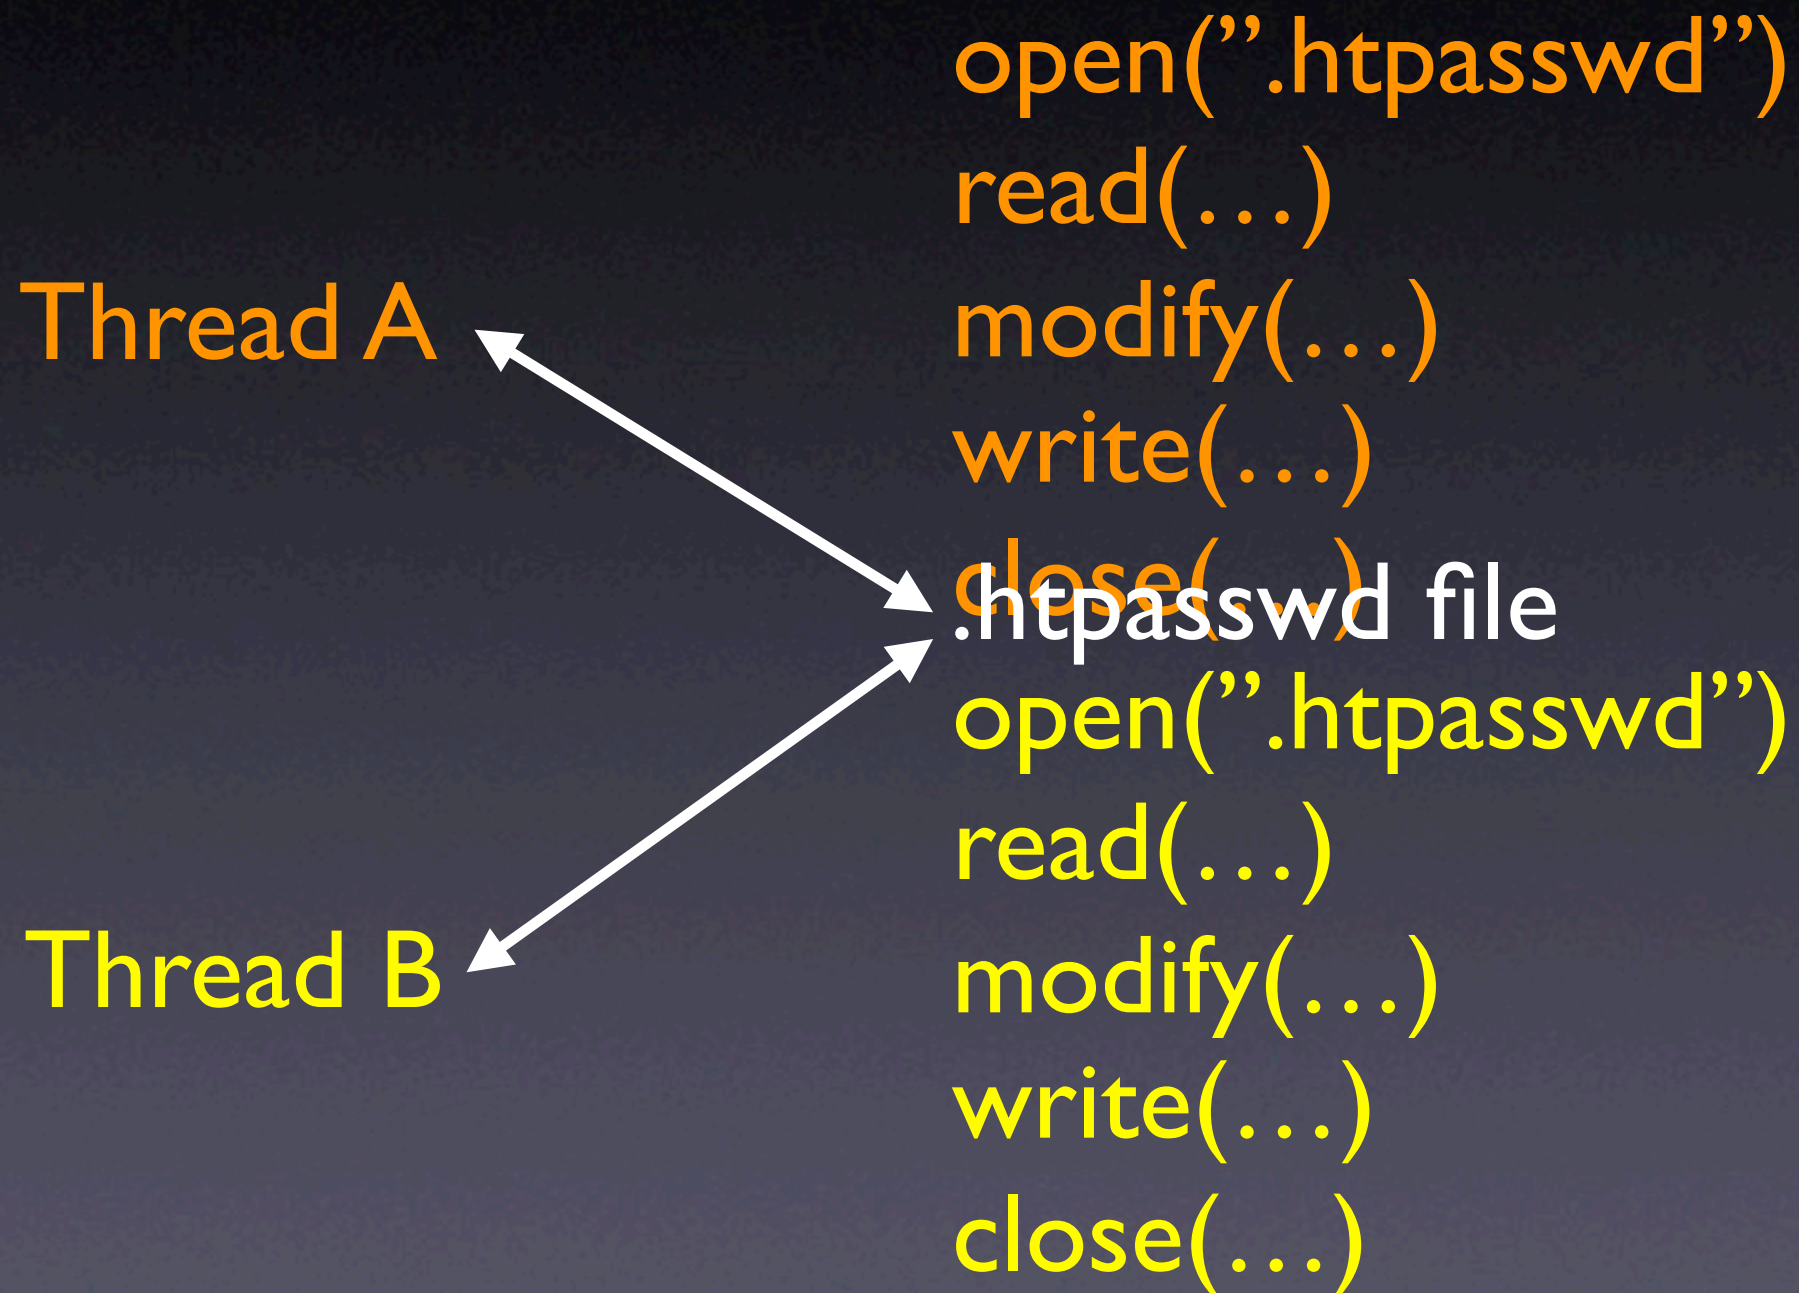 open(”.htpasswd”)
read(…)
Thread A
modify(…)
write(…)
close(…)
.htpasswd file
open(”.htpasswd”)
read(…)
Thread B
modify(…)
write(…)
close(…)